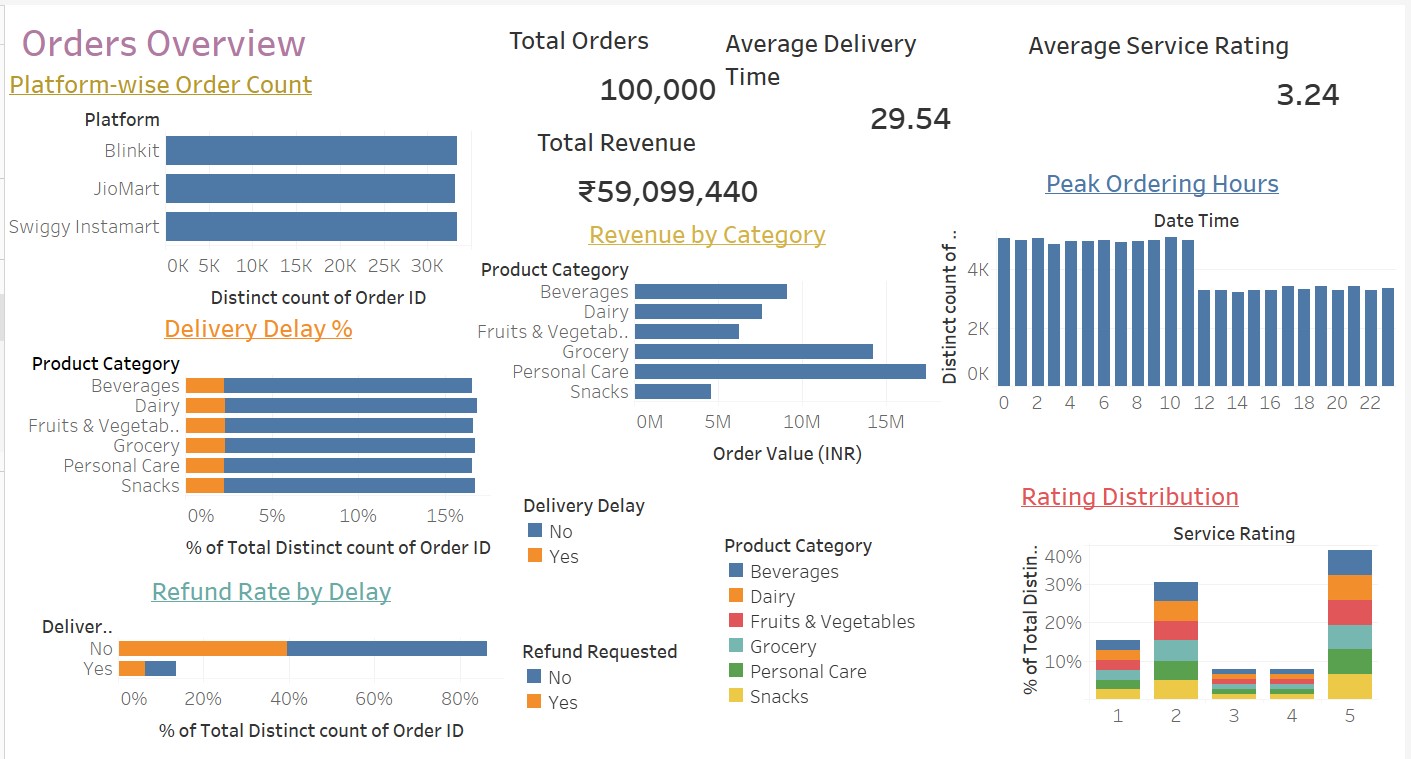 Orders Overview
Platform-wise Order Count
Platform
Blinkit
JioMart
Swiggy Instamart
0K 5K 10K 15K 20K 25K 30K
Distinct count of Order ID
Delivery Delay %
Product Category
Beverages
Dairy
Fruits & Vegetab..
Grocery
Personal Care
Snacks
0% 5% 10% 15%
% of Total Distinct count of Order ID
Refund Rate by Delay
Deliver..
No
Yes
0% 20% 40% 60% 80%
% of Total Distinct count of Order ID
Total Orders
100,000
Average Delivery
Time
29.54
Average Service Rating
3.24
Total Revenue
₹59,099,440
Revenue by Category
Product Category
Beverages
Dairy
Fruits & Vegetab..
Grocery
Personal Care
Snacks
0M 5M 10M 15M
Order Value (INR)
Delivery Delay
No
Yes
Refund Requested
No
Yes
Product Category
Beverages
Dairy
Fruits & Vegetables
Grocery
Personal Care
Snacks
Peak Ordering Hours
Date Time
Distinct count of ..
4K
2K
0K
0 2 4 6 8 10 12 14 16 18 20 22
Rating Distribution
Service Rating
% of Total Distin..
40%
30%
20%
10%
1 2 3 4 5